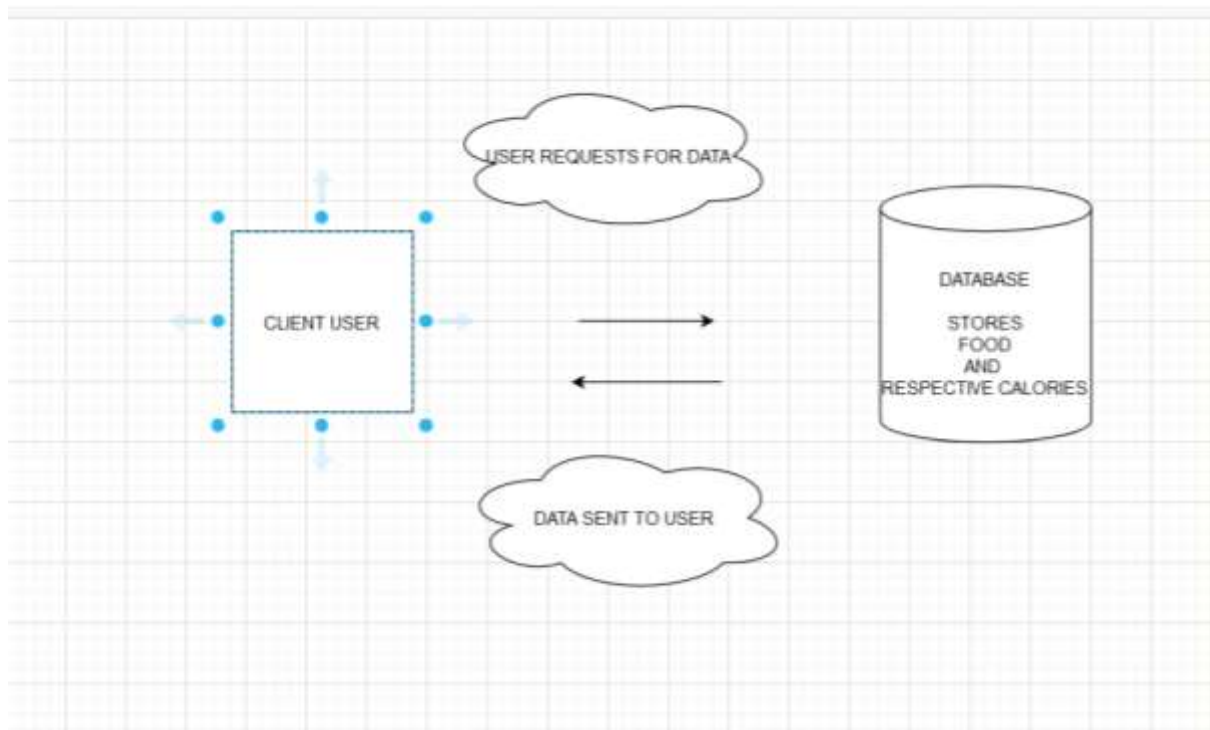 USER REQUESTS FOR DATA
CLIENT USER
DATABASE
STORES
FOOD
AND
RESPECTIVE CALORIES
DATA SENT TO USER